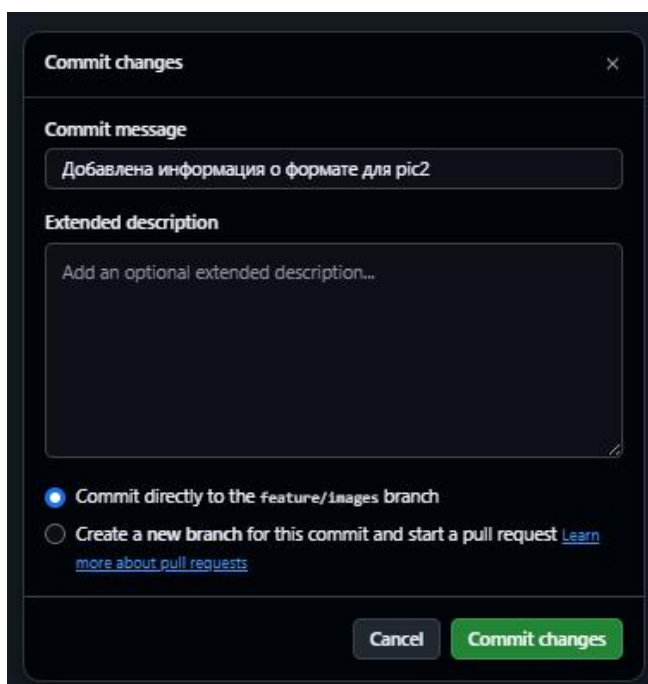 Commit changes
Commit message
Добавлена информация о формате для pic2
Extended description
Add an optional extended description...
Commit directly to the feature/images branch
Create a new branch for this commit and start a pull request Learn
more about pull requests
Cancel Commit changes